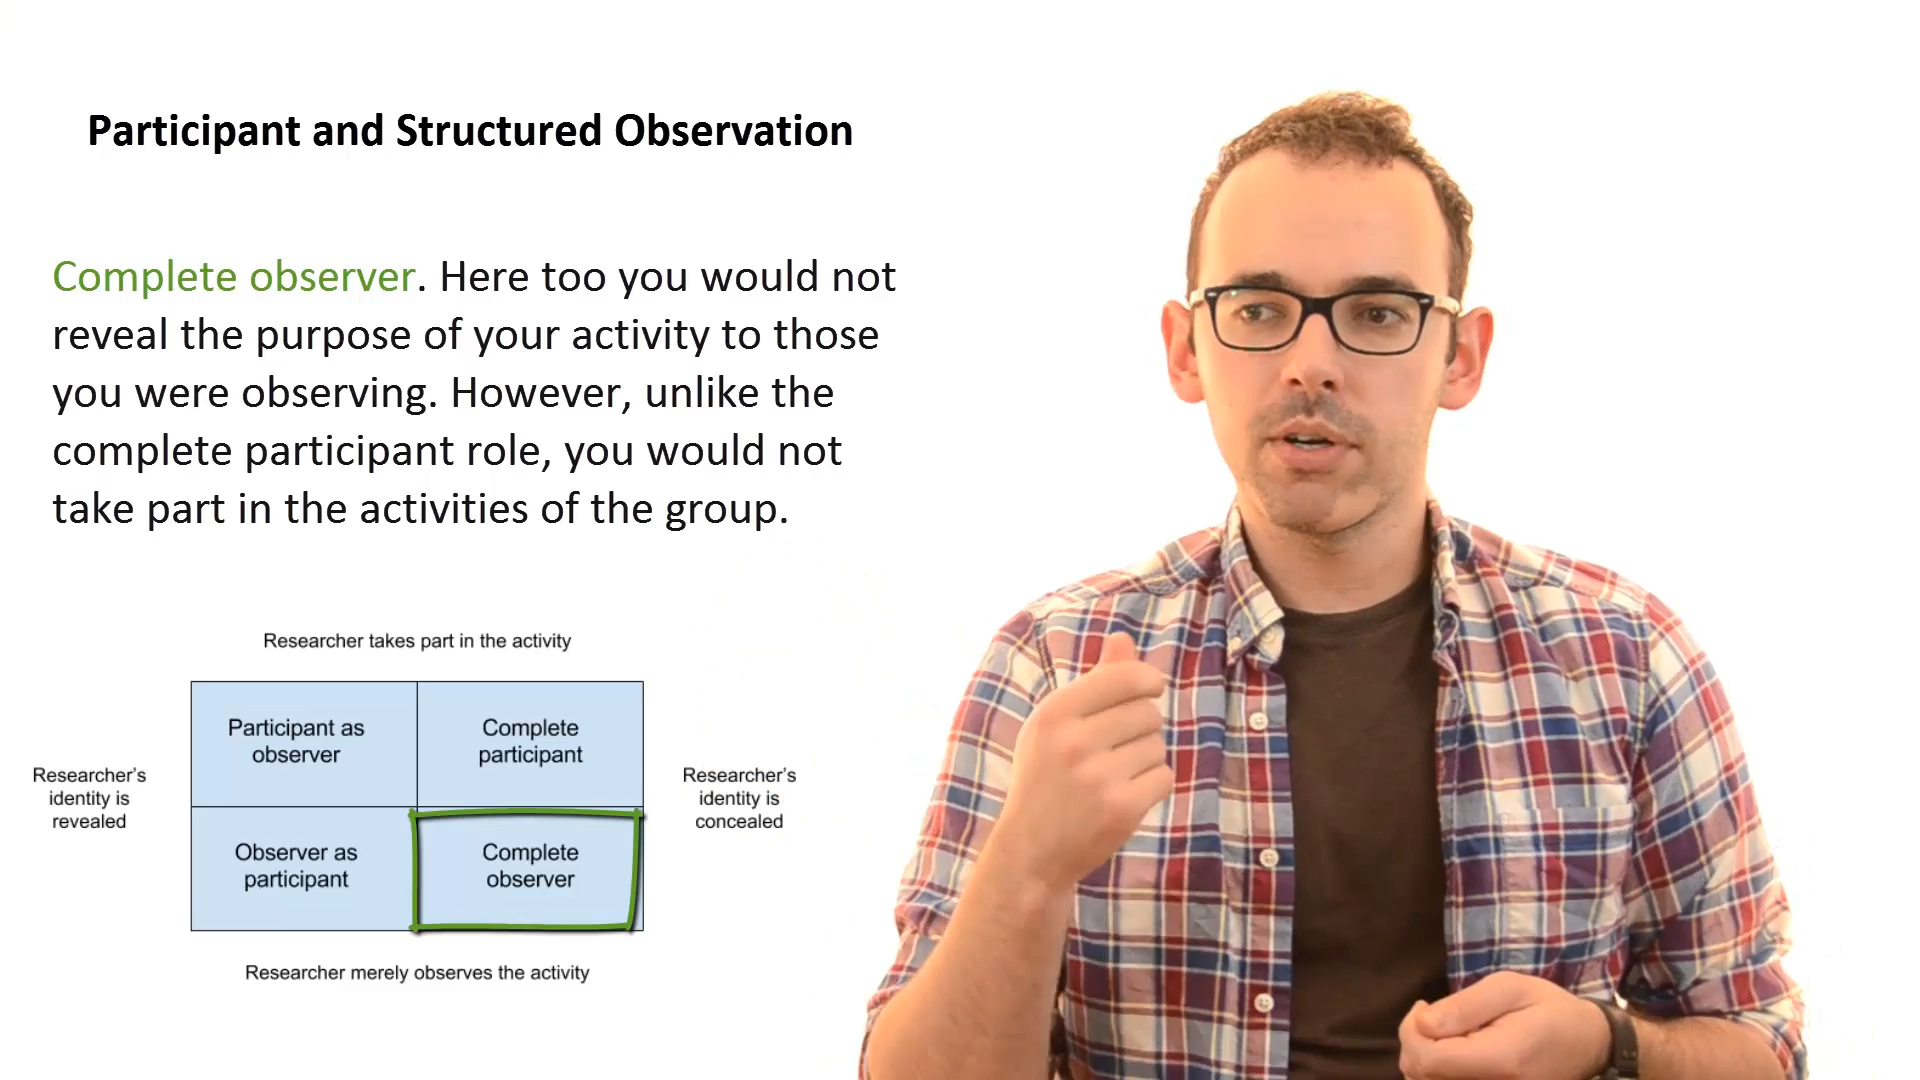 Participant and Structured Observation
Complete observer. Here too you would not
reveal the purpose of your activity to those
you were observing. However, unlike the
complete participant role, you would not
take part in the activities of the group.
Researcher takes part in the activity
Participant as
observer
Complete
participant
Researcher's
identity is
revealed
Researcher's
identity is
concealed
Observer as
participant
Complete
observer
Researcher merely observes the activity